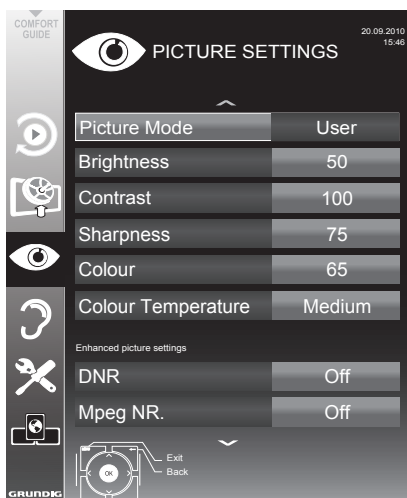 COMFORT
GUIDE
PICTURE SETTINGS
20.09.2010
15:46
Picture Mode User
Brightness 50
Contrast 100
Sharpness 75
Colour 65
Colour Temperature Medium
Enhanced picture settings
DNR Off
Mpeg NR. Off
Exit
Back
OK
GRUNDIG